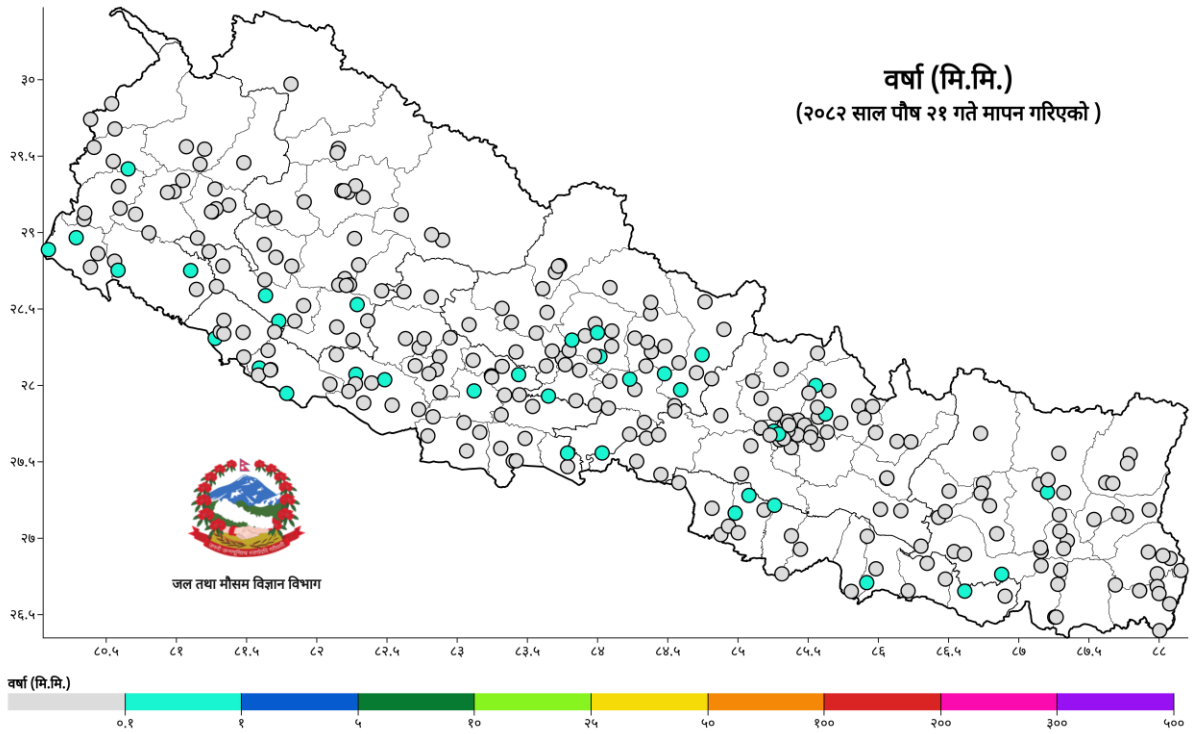 वर्षा (मि.मि.)
(२०८२ साल पौष २१ गते मापन गरिएको )
३०
२९.५
२९
२८.५
२८
२७.५
२७
२६.५
जल तथा मौसम विज्ञान विभाग
८०.५ ८१ ८१.५ ८२ ८२.५ ८३ ८३.५ ८४ ८४.५ ८५ ८५.५ ८६ ८६.५ ८७ ८७.५ ८८
वर्षा (मि.मि.)
०.१ १ ५ १० २५ ५० १०० २०० ३०० ५००